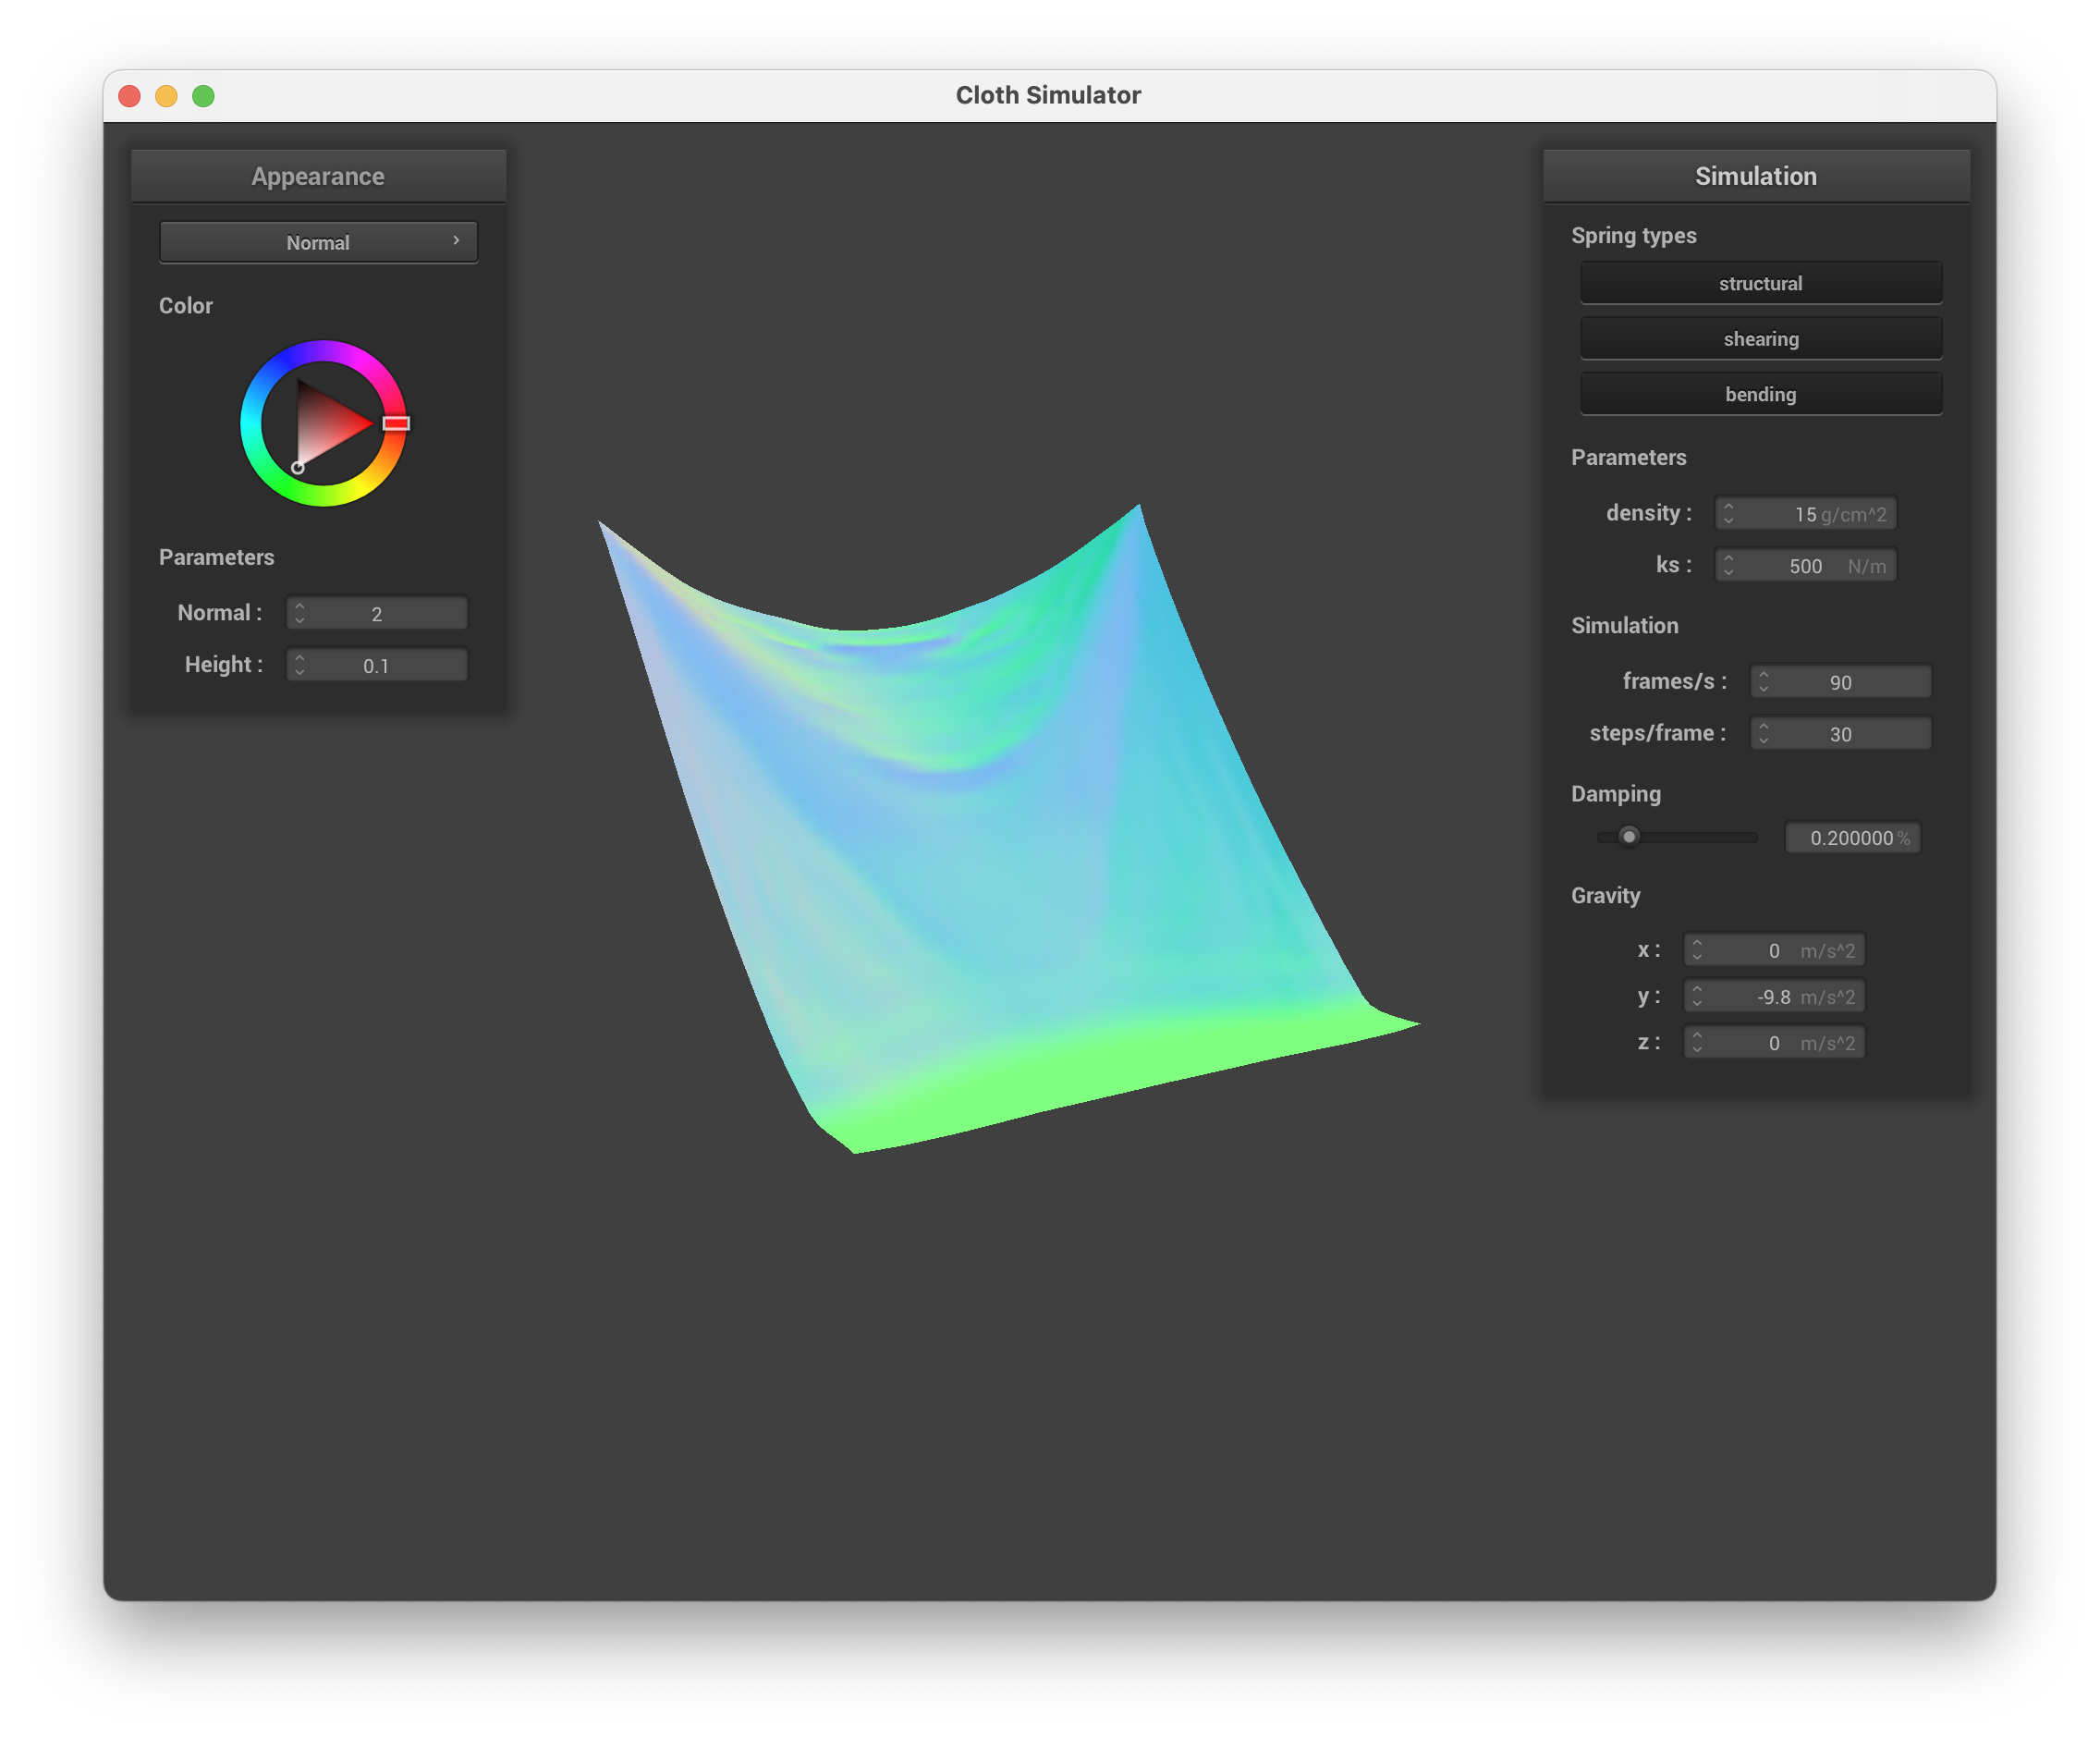 Cloth Simulator
Appearance
Normal
Color
Parameters
Normal : 2
Height : 0.1
Simulation
Spring types
structural
shearing
bending
Parameters
density : 15 g/cm^2
ks : 500 N/m
Simulation
frames/s : 90
steps/frame : 30
Damping
0.200000 %
Gravity
x : 0 m/s^2
y : -9.8 m/s^2
z : 0 m/s^2